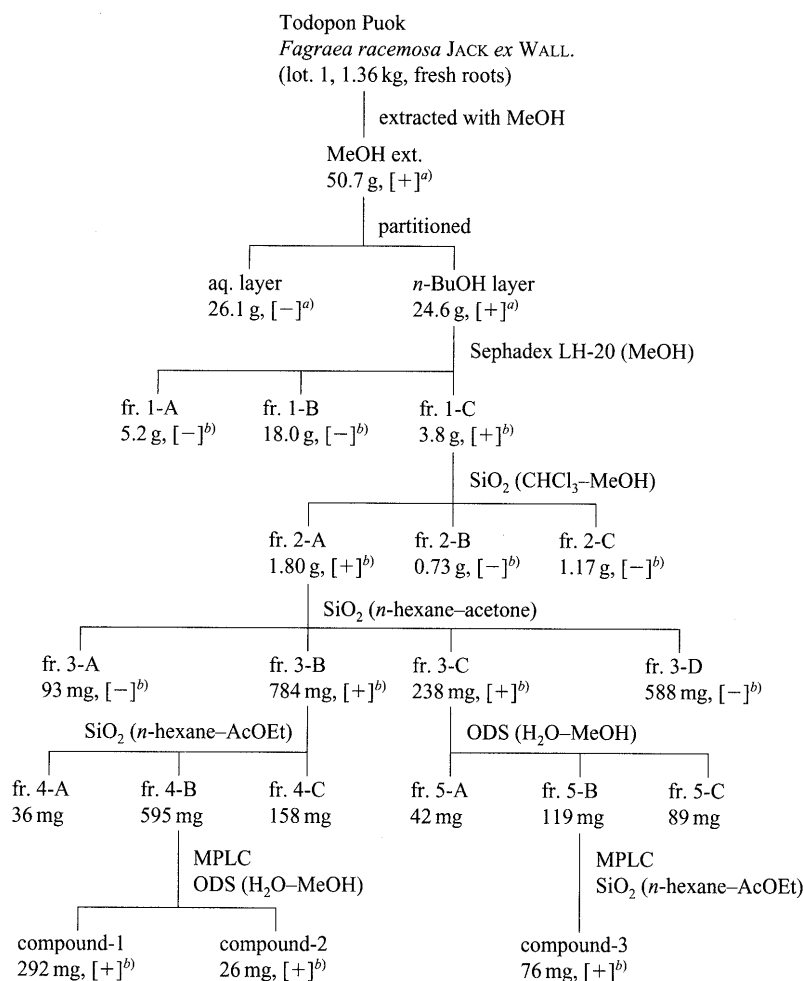 Todopon Puok
Fagraea racemosa JACK ex WALL.
(lot. 1, 1.36 kg, fresh roots)
extracted with MeOH
MeOH ext.
50.7 g, [+]a)
partitioned
aq. layer
26.1 g, [−]a)
n-BuOH layer
24.6 g, [+]a)
Sephadex LH-20 (MeOH)
fr. 1-A
5.2 g, [−]b)
fr. 1-B
18.0 g, [−]b)
fr. 1-C
3.8 g, [+]b)
SiO2 (CHCl3–MeOH)
fr. 2-A
1.80 g, [+]b)
fr. 2-B
0.73 g, [−]b)
fr. 2-C
1.17 g, [−]b)
SiO2 (n-hexane–acetone)
fr. 3-A
93 mg, [−]b)
fr. 3-B
784 mg, [+]b)
fr. 3-C
238 mg, [+]b)
fr. 3-D
588 mg, [−]b)
SiO2 (n-hexane–AcOEt)
ODS (H2O–MeOH)
fr. 4-A
36 mg
fr. 4-B
595 mg
fr. 4-C
158 mg
fr. 5-A
42 mg
fr. 5-B
119 mg
fr. 5-C
89 mg
MPLC
ODS (H2O–MeOH)
MPLC
SiO2 (n-hexane–AcOEt)
compound-1
292 mg, [+]b)
compound-2
26 mg, [+]b)
compound-3
76 mg, [+]b)